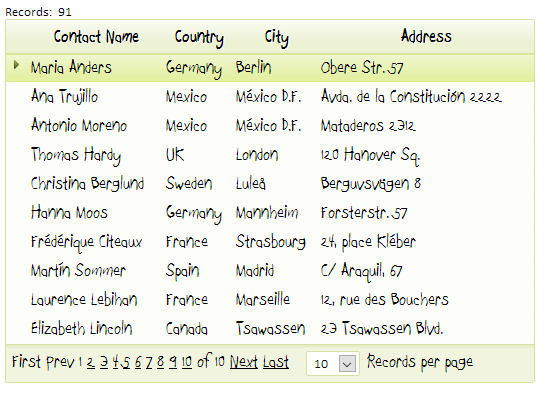 Records: 91
Contact Name Country City Address
Maria Anders Germany Berlin Obere Str. 57
Ana Trujillo Mexico México D.F. Avda. de la Constitución 2222
Antonio Moreno Mexico México D.F. Mataderos 2312
Thomas Hardy UK London 120 Hanover Sq.
Christina Berglund Sweden Luleå Berguvsvägen 8
Hanna Moos Germany Mannheim Forsterstr. 57
Frédérique Citeaux France Strasbourg 24, place Kléber
Martín Sommer Spain Madrid C/ Araquil, 67
Laurence Lebihan France Marseille 12, rue des Bouchers
Elizabeth Lincoln Canada Tsawassen 23 Tsawassen Blvd.
First Prev 1 2 3 4 5 6 7 8 9 10 of 10 Next Last 10 Records per page